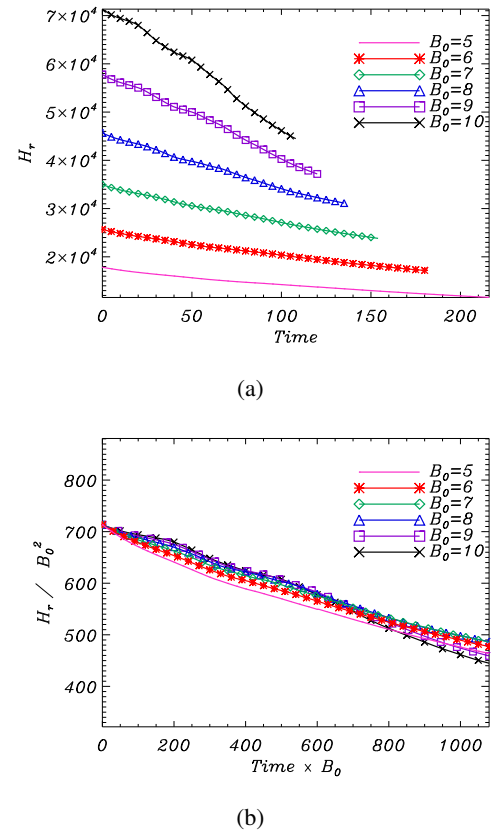 7×10⁴
6×10⁴
5×10⁴
4×10⁴
3×10⁴
2×10⁴
Hᵣ
B₀=5
B₀=6
B₀=7
B₀=8
B₀=9
B₀=10
0 50 100 150 200
Time
(a)
800
700
600
500
400
Hᵣ / B₀²
B₀=5
B₀=6
B₀=7
B₀=8
B₀=9
B₀=10
0 200 400 600 800 1000
Time × B₀
(b)